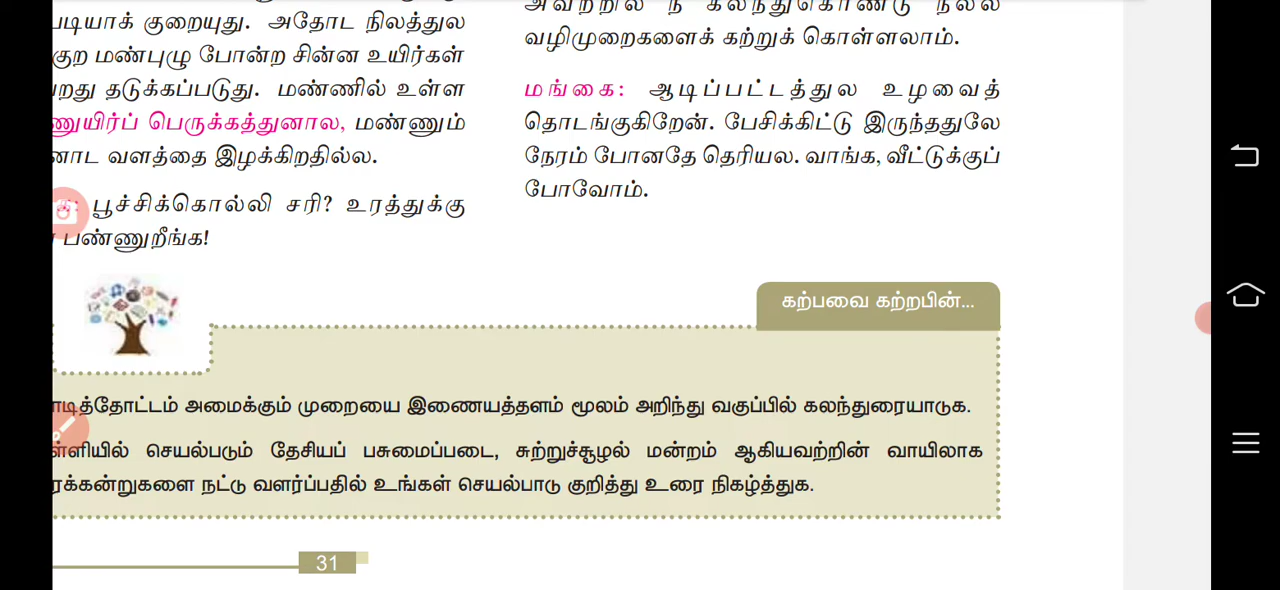 படியாக் குறையுது. அதோட நிலத்துல
குற மண்புழு போன்ற சின்ன உயிர்கள்
றது தடுக்கப்படுது. மண்ணில் உள்ள
ணுயிர்ப் பெருக்கத்துனால, மண்ணும்
னோட வளத்தை இழக்கிறதில்ல.
பூச்சிக்கொல்லி சரி? உரத்துக்கு
பண்ணுறீங்க!
அவற்றில் நீ கலந்துகொண்டு நல்ல
வழிமுறைகளைக் கற்றுக் கொள்ளலாம்.
மங்கை: ஆடிப்பட்டத்துல உழவைத்
தொடங்குகிறேன். பேசிக்கிட்டு இருந்ததுலே
நேரம் போனதே தெரியல. வாங்க, வீட்டுக்குப்
போவோம்.
கற்பவை கற்றபின்...
டித்தோட்டம் அமைக்கும் முறையை இணையத்தளம் மூலம் அறிந்து வகுப்பில் கலந்துரையாடுக.
ள்ளியில் செயல்படும் தேசியப் பசுமைப்படை, சுற்றுச்சூழல் மன்றம் ஆகியவற்றின் வாயிலாக
ரக்கன்றுகளை நட்டு வளர்ப்பதில் உங்கள் செயல்பாடு குறித்து உரை நிகழ்த்துக.
31